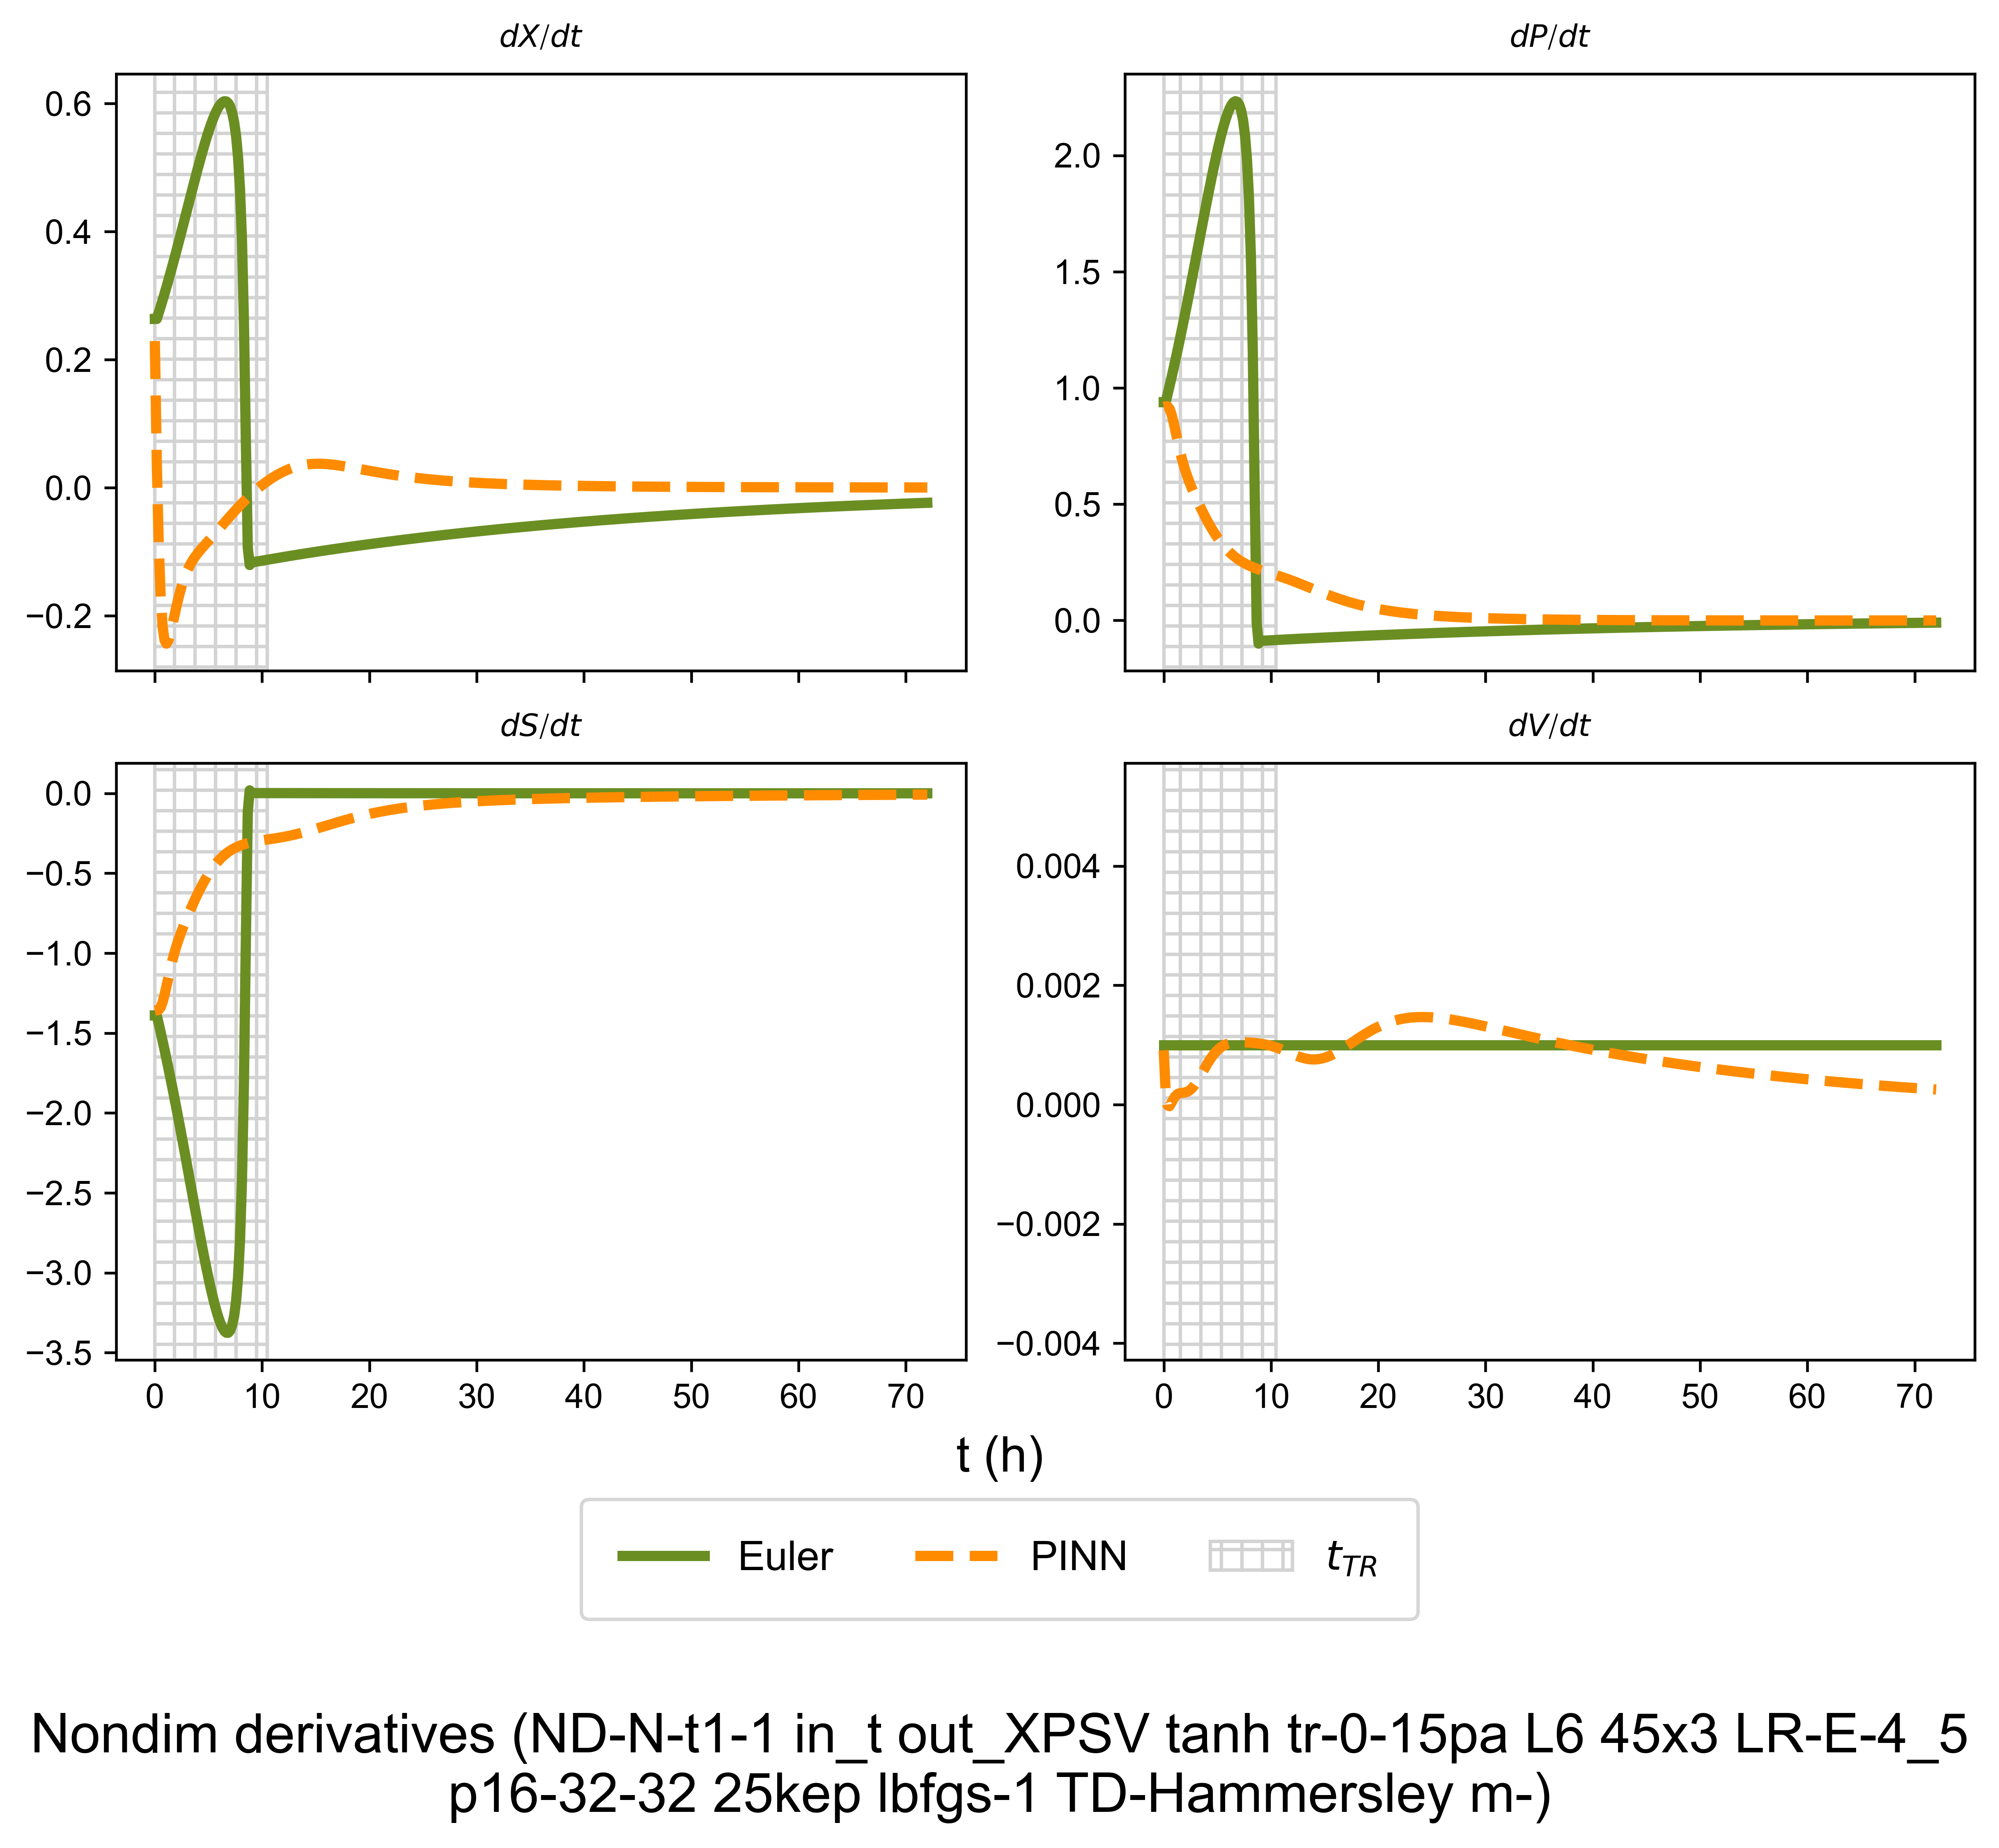 dX/dt
dP/dt
0.6
0.4
0.2
0.0
−0.2
2.0
1.5
1.0
0.5
0.0
dS/dt
dV/dt
0.0
−0.5
−1.0
−1.5
−2.0
−2.5
−3.0
−3.5
0.004
0.002
0.000
−0.002
−0.004
0 10 20 30 40 50 60 70
0 10 20 30 40 50 60 70
t (h)
Euler PINN t_TR
Nondim derivatives (ND-N-t1-1 in_t out_XPSV tanh tr-0-15pa L6 45x3 LR-E-4_5
p16-32-32 25kep lbfgs-1 TD-Hammersley m-)